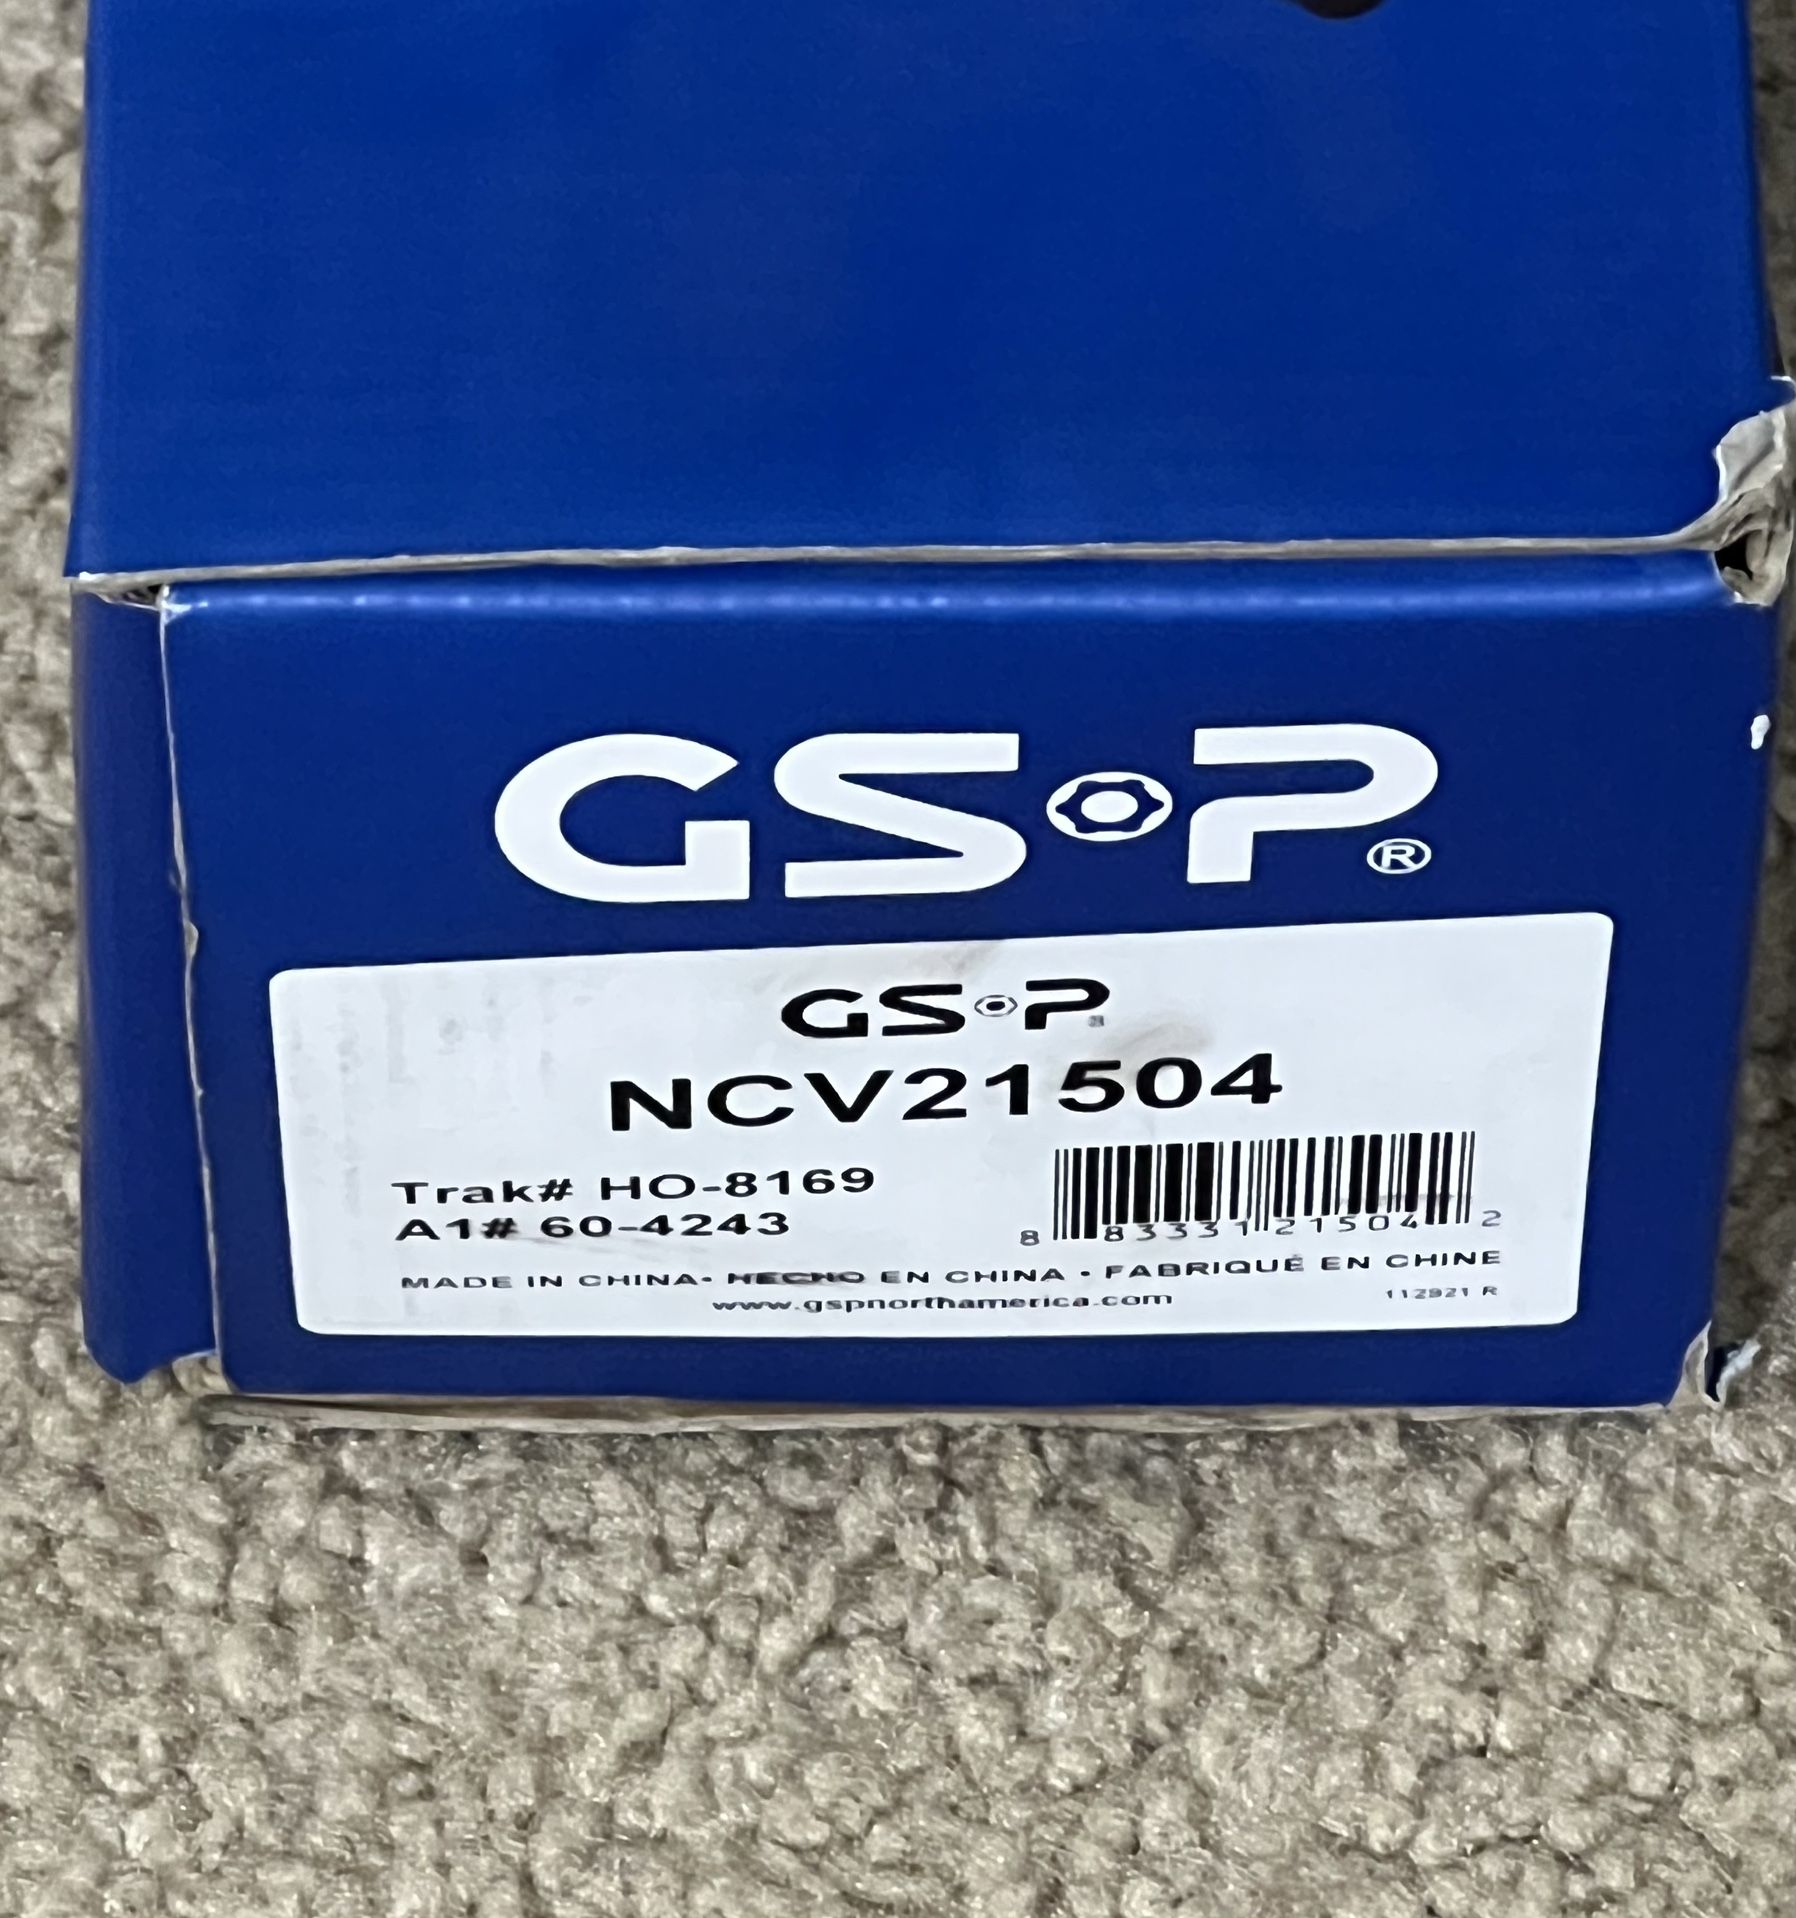 GSP®
GSP
NCV21504
Trak# HO-8169
A1# 60-4243
8 83331 21504 2
MADE IN CHINA• HECHO EN CHINA • FABRIQUÉ EN CHINE
www.gspnorthamerica.com
112921 R